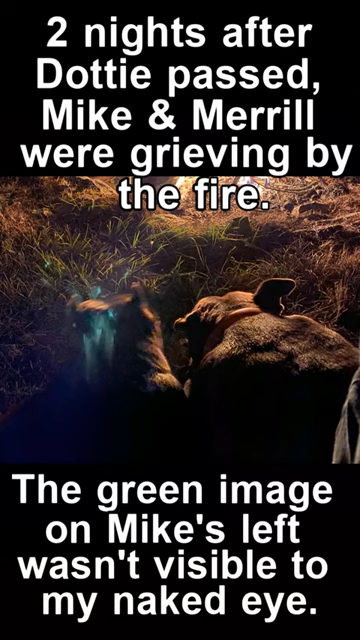 2 nights after
Dottie passed,
Mike & Merrill
were grieving by
the fire.
The green image
on Mike's left
wasn't visible to
my naked eye.